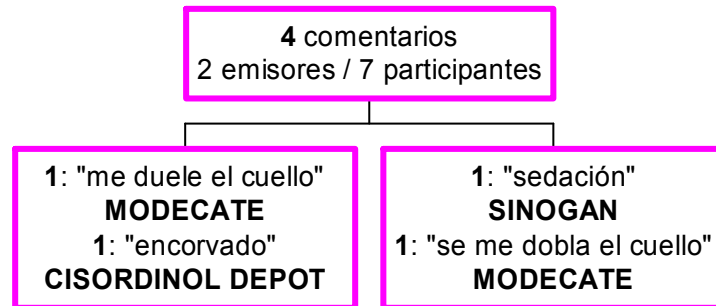 4 comentarios
2 emisores / 7 participantes
1: "me duele el cuello"
MODECATE
1: "encorvado"
CISORDINOL DEPOT
1: "sedación"
SINOGAN
1: "se me dobla el cuello"
MODECATE